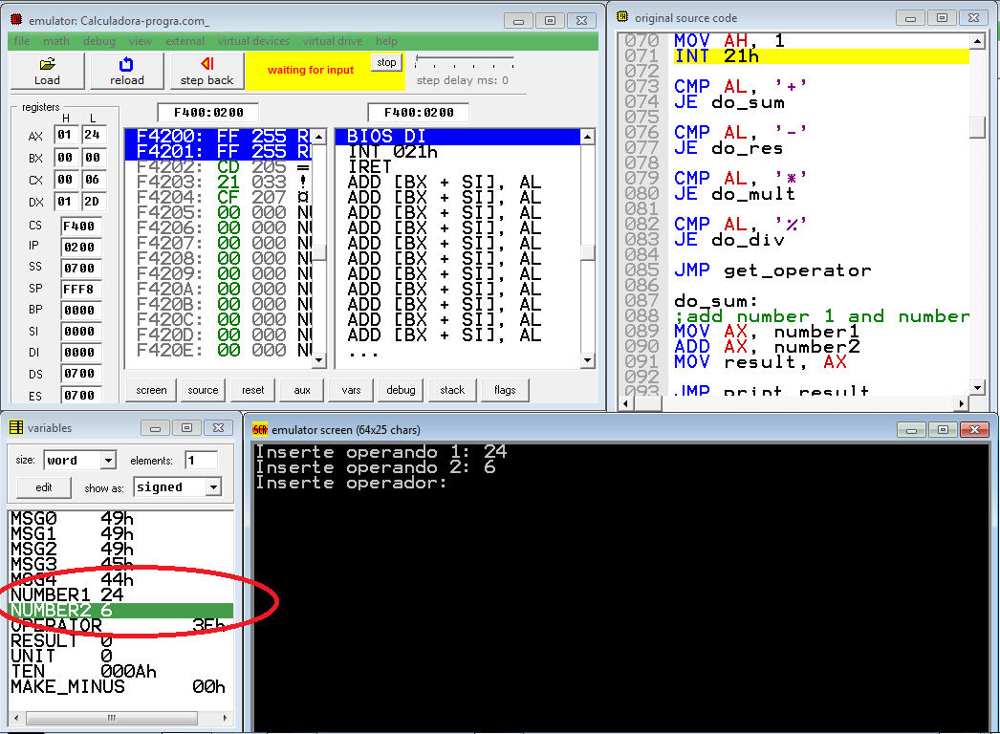 emulator: Calculadora-progra.com_
file math debug view external virtual devices virtual drive help
Load reload step back waiting for input stop
step delay ms: 0
registers
H L
AX 01 24
BX 00 00
CX 00 06
DX 01 2D
CS F400
IP 0200
SS 0700
SP FFF8
BP 0000
SI 0000
DI 0000
DS 0700
ES 0700
F400:0200
F4200: FF 255 R
F4201: FF 255 R
F4202: CD 205 =
F4203: 21 033 !
F4204: CF 207 ¤
F4205: 00 000 NU
F4206: 00 000 NU
F4207: 00 000 NU
F4208: 00 000 NU
F4209: 00 000 NU
F420A: 00 000 NU
F420B: 00 000 NU
F420C: 00 000 NU
F420D: 00 000 NU
F420E: 00 000 NU
F400:0200
BIOS DI
INT 021h
IRET
ADD [BX + SI], AL
ADD [BX + SI], AL
ADD [BX + SI], AL
ADD [BX + SI], AL
ADD [BX + SI], AL
ADD [BX + SI], AL
ADD [BX + SI], AL
ADD [BX + SI], AL
ADD [BX + SI], AL
ADD [BX + SI], AL
ADD [BX + SI], AL
...
screen source reset aux vars debug stack flags
original source code
070 MOV AH, 1
071 INT 21h
072
073 CMP AL, '+'
074 JE do_sum
075
076 CMP AL, '-'
077 JE do_res
078
079 CMP AL, '*'
080 JE do_mult
081
082 CMP AL, '%'
083 JE do_div
084
085 JMP get_operator
086
087 do_sum:
088 ;add number 1 and number
089 MOV AX, number1
090 ADD AX, number2
091 MOV result, AX
092
093 JMP print_result
variables
size: word elements: 1
edit show as: signed
MSG0 49h
MSG1 49h
MSG2 49h
MSG3 45h
MSG4 44h
NUMBER1 24
NUMBER2 6
OPERATOR 3Fh
RESULT 0
UNIT 0
TEN 000Ah
MAKE_MINUS 00h
SCR emulator screen (64x25 chars)
Inserte operando 1: 24
Inserte operando 2: 6
Inserte operador: